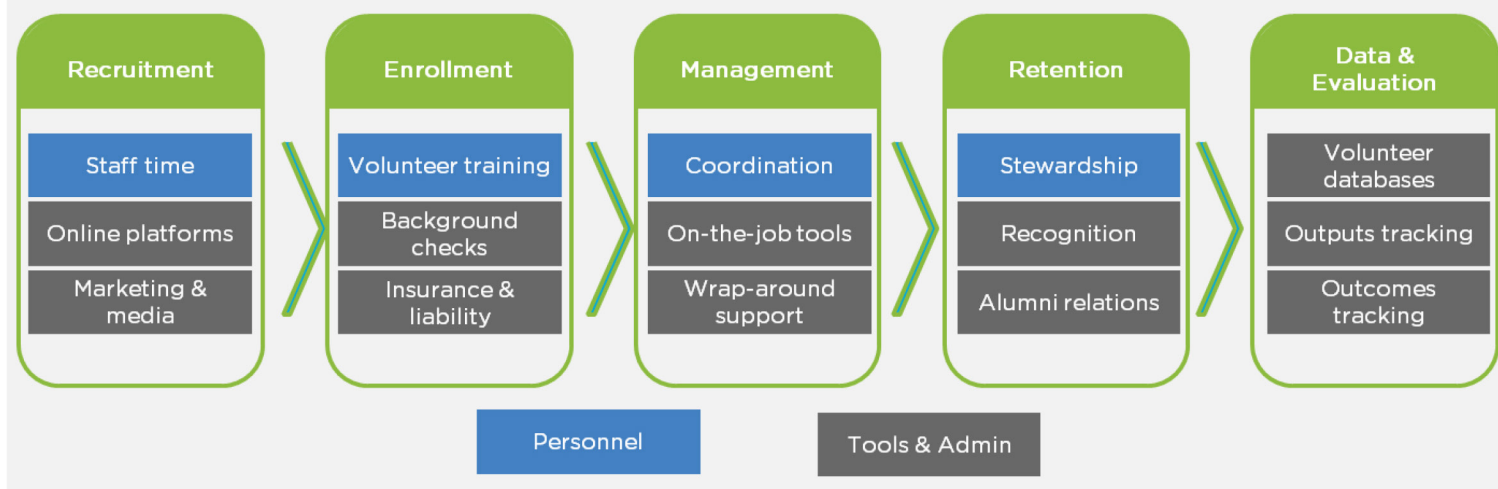 Recruitment
Staff time
Online platforms
Marketing &
media
Enrollment
Volunteer training
Background
checks
Insurance &
liability
Management
Coordination
On-the-job tools
Wrap-around
support
Retention
Stewardship
Recognition
Alumni relations
Data &
Evaluation
Volunteer
databases
Outputs tracking
Outcomes
tracking
Personnel
Tools & Admin